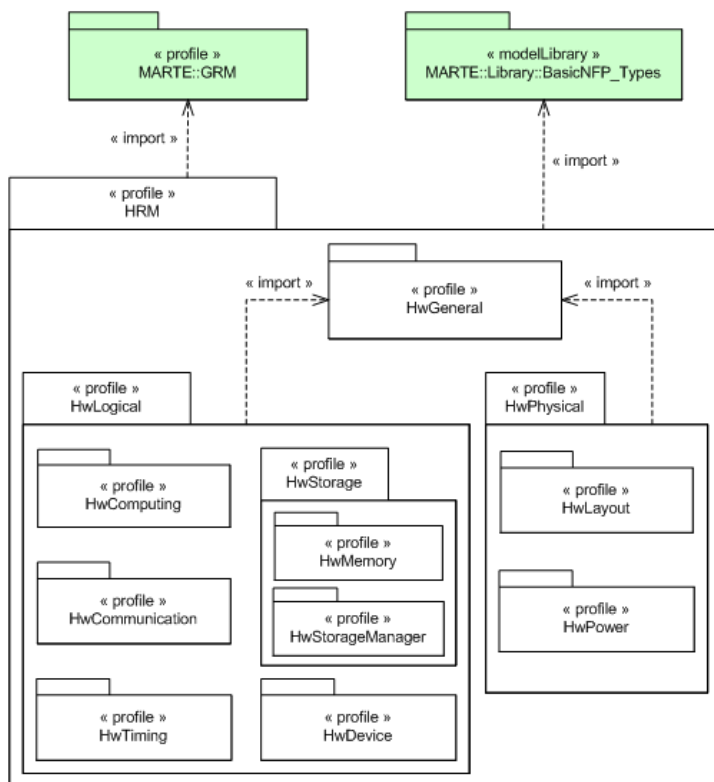 « profile »
MARTE::GRM
« modelLibrary »
MARTE::Library::BasicNFP_Types
« import »
« import »
« profile »
HRM
« import »
« profile »
HwGeneral
« import »
« profile »
HwLogical
« profile »
HwPhysical
« profile »
HwComputing
« profile »
HwStorage
« profile »
HwMemory
« profile »
HwLayout
« profile »
HwCommunication
« profile »
HwStorageManager
« profile »
HwPower
« profile »
HwTiming
« profile »
HwDevice